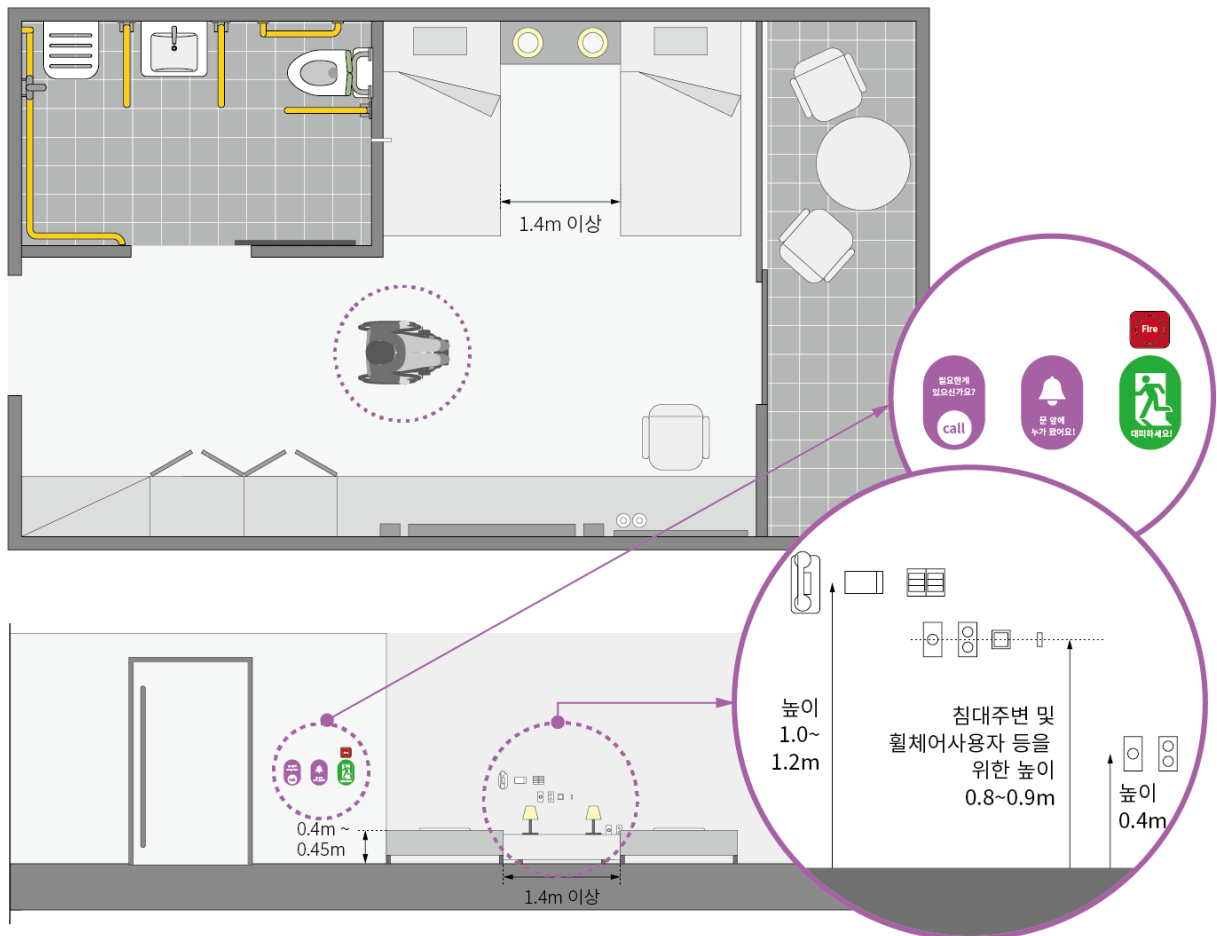 1.4m 이상
Fire
필요한게
있으신가요?
call
문 앞에
누가 왔어요!
대피하세요!
높이
1.0~
1.2m
침대주변 및
휠체어사용자 등을
위한 높이
0.8~0.9m
높이
0.4m
0.4m ~
0.45m
1.4m 이상